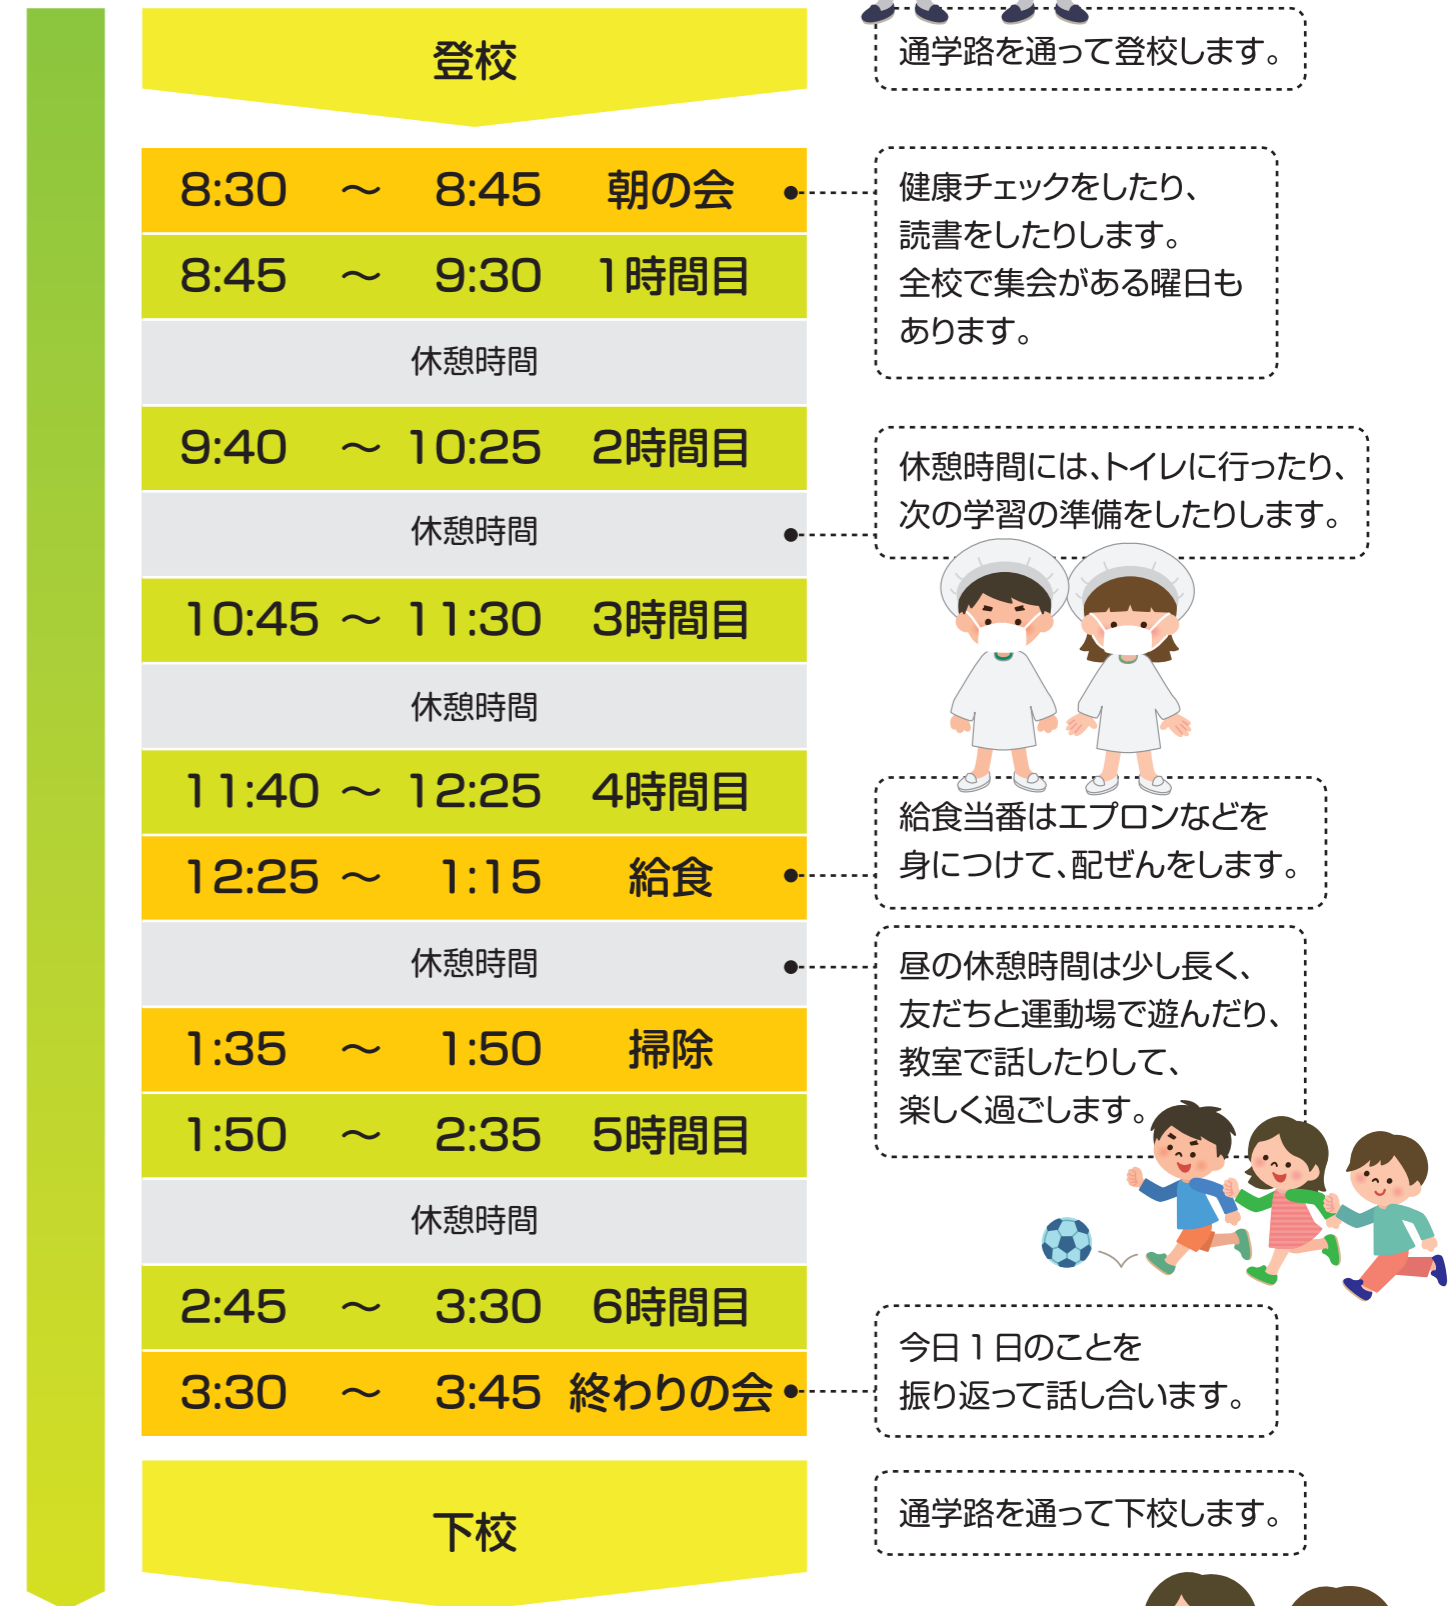 登校
通学路を通って登校します。
8:30 ～ 8:45 朝の会
健康チェックをしたり、
読書をしたりします。
全校で集会がある曜日も
あります。
8:45 ～ 9:30 1時間目
休憩時間
9:40 ～ 10:25 2時間目
休憩時間
休憩時間には、トイレに行ったり、
次の学習の準備をしたりします。
10:45 ～ 11:30 3時間目
休憩時間
11:40 ～ 12:25 4時間目
12:25 ～ 1:15 給食
給食当番はエプロンなどを
身につけて、配ぜんをします。
休憩時間
昼の休憩時間は少し長く、
友だちと運動場で遊んだり、
教室で話したりして、
楽しく過ごします。
1:35 ～ 1:50 掃除
1:50 ～ 2:35 5時間目
休憩時間
2:45 ～ 3:30 6時間目
3:30 ～ 3:45 終わりの会
今日1日のことを
振り返って話し合います。
下校
通学路を通って下校します。